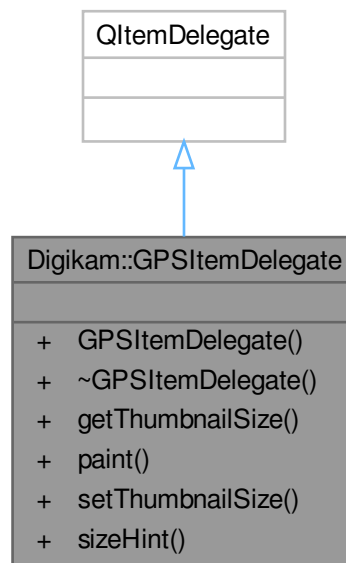 QItemDelegate
Digikam::GPSItemDelegate
+ GPSItemDelegate()
+ ~GPSItemDelegate()
+ getThumbnailSize()
+ paint()
+ setThumbnailSize()
+ sizeHint()